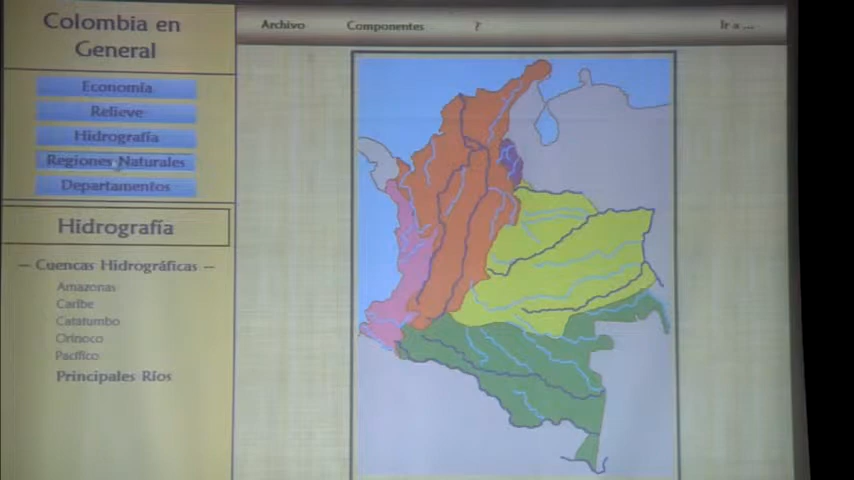 Colombia en
General
Archivo Componentes ? Ir a ...
Economía
Relieve
Hidrografía
Regiones Naturales
Departamentos
Hidrografía
-- Cuencas Hidrográficas --
Amazonas
Caribe
Catatumbo
Orinoco
Pacífico
Principales Ríos